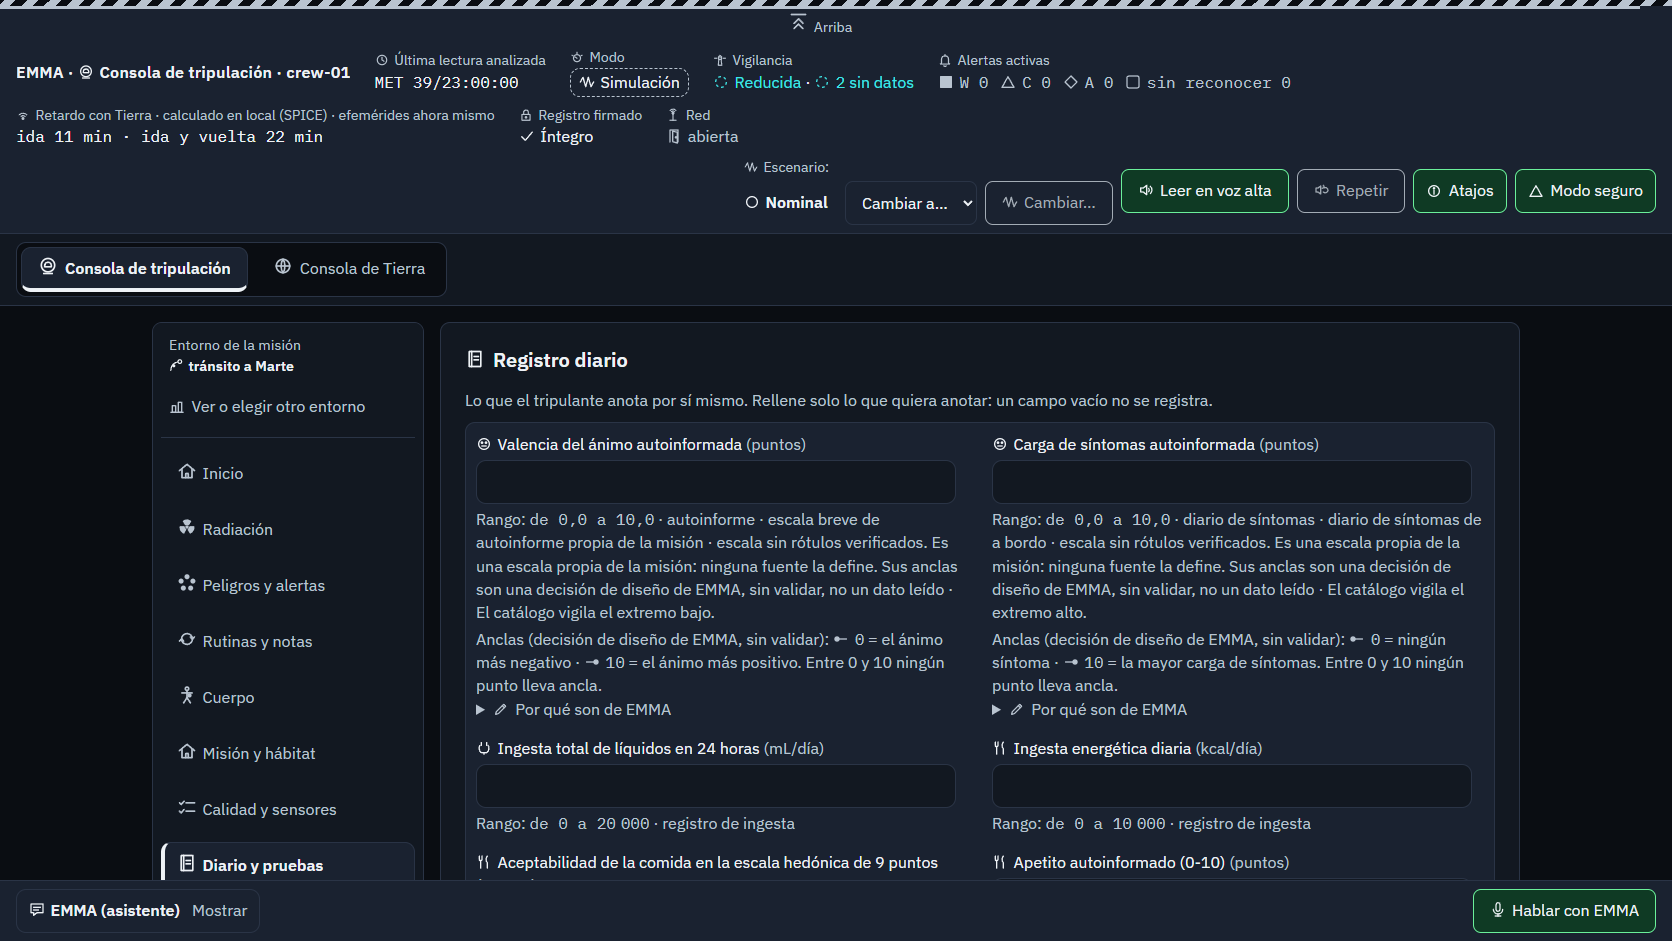 Arriba
EMMA · Consola de tripulación · crew-01
Última lectura analizada
MET 39/23:00:00
Modo
Simulación
Vigilancia
Reducida · 2 sin datos
Alertas activas
W 0 C 0 A 0 sin reconocer 0
Retardo con Tierra · calculado en local (SPICE) · efemérides ahora mismo
ida 11 min · ida y vuelta 22 min
Registro firmado
Íntegro
Red
abierta
Escenario:
Nominal
Cambiar a...
Cambiar...
Leer en voz alta
Repetir
Atajos
Modo seguro
Consola de tripulación
Consola de Tierra
Entorno de la misión
tránsito a Marte
Ver o elegir otro entorno
Inicio
Radiación
Peligros y alertas
Rutinas y notas
Cuerpo
Misión y hábitat
Calidad y sensores
Diario y pruebas
Registro diario
Lo que el tripulante anota por sí mismo. Rellene solo lo que quiera anotar: un campo vacío no se registra.
Valencia del ánimo autoinformada (puntos)
Rango: de 0,0 a 10,0 · autoinforme · escala breve de
autoinforme propia de la misión · escala sin rótulos verificados. Es
una escala propia de la misión: ninguna fuente la define. Sus anclas
son una decisión de diseño de EMMA, sin validar, no un dato leído ·
El catálogo vigila el extremo bajo.
Anclas (decisión de diseño de EMMA, sin validar): 0 = el ánimo
más negativo · 10 = el ánimo más positivo. Entre 0 y 10 ningún
punto lleva ancla.
Por qué son de EMMA
Carga de síntomas autoinformada (puntos)
Rango: de 0,0 a 10,0 · diario de síntomas · diario de síntomas de
a bordo · escala sin rótulos verificados. Es una escala propia de la
misión: ninguna fuente la define. Sus anclas son una decisión de
diseño de EMMA, sin validar, no un dato leído · El catálogo vigila el
extremo alto.
Anclas (decisión de diseño de EMMA, sin validar): 0 = ningún
síntoma · 10 = la mayor carga de síntomas. Entre 0 y 10 ningún
punto lleva ancla.
Por qué son de EMMA
Ingesta total de líquidos en 24 horas (mL/día)
Rango: de 0 a 20 000 · registro de ingesta
Ingesta energética diaria (kcal/día)
Rango: de 0 a 10 000 · registro de ingesta
Aceptabilidad de la comida en la escala hedónica de 9 puntos
Apetito autoinformado (0-10) (puntos)
EMMA (asistente) Mostrar
Hablar con EMMA